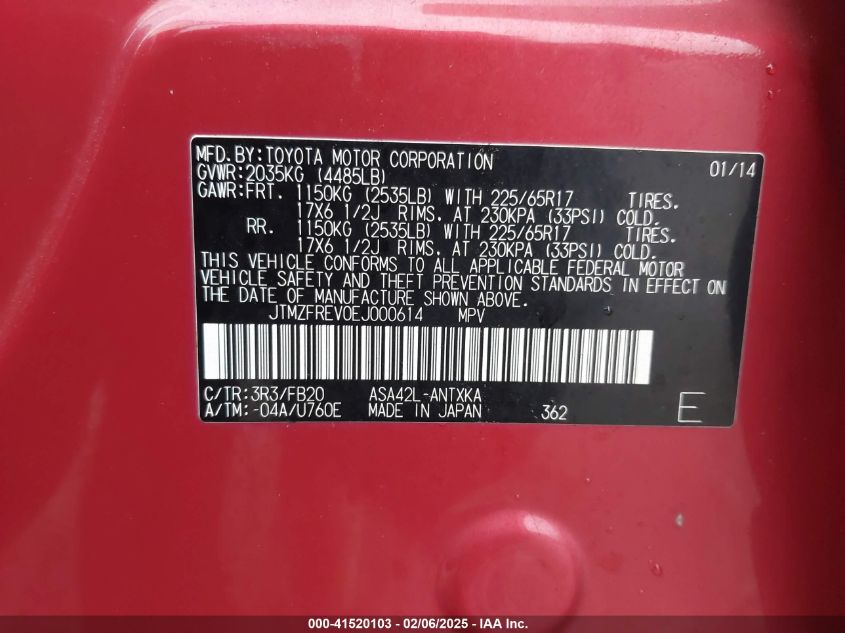 MFD.BY:TOYOTA MOTOR CORPORATION 01/14
GVWR:2035KG (4485LB)
GAWR:FRT. 1150KG (2535LB) WITH 225/65R17 TIRES.
17X6 1/2J RIMS. AT 230KPA (33PSI) COLD.
RR. 1150KG (2535LB) WITH 225/65R17 TIRES.
17X6 1/2J RIMS. AT 230KPA (33PSI) COLD.
THIS VEHICLE CONFORMS TO ALL APPLICABLE FEDERAL MOTOR
VEHICLE SAFETY AND THEFT PREVENTION STANDARDS IN EFFECT ON
THE DATE OF MANUFACTURE SHOWN ABOVE.
JTMZFREV0EJ000614 MPV
C/TR:3R3/FB20 ASA42L-ANTXKA
A/TM:-04A/U760E MADE IN JAPAN 362 E
000-41520103 - 02/06/2025 - IAA, Inc.